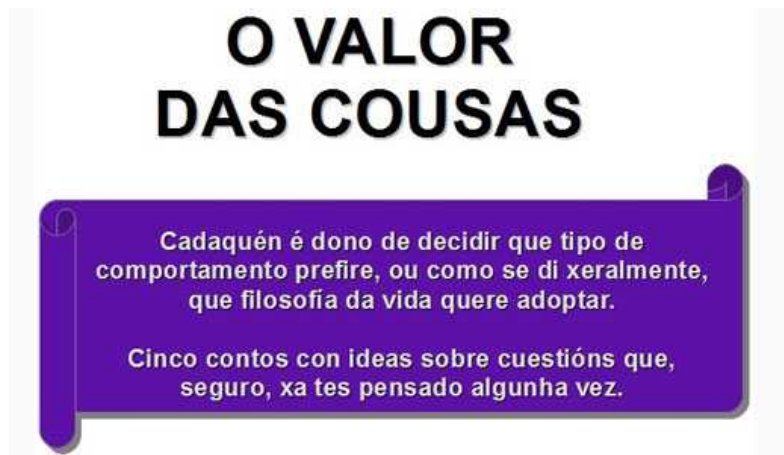 O VALOR
DAS COUSAS
Cadaquén é dono de decidir que tipo de
comportamento prefire, ou como se di xeralmente,
que filosofía da vida quere adoptar.
Cinco contos con ideas sobre cuestións que,
seguro, xa tes pensado algunha vez.